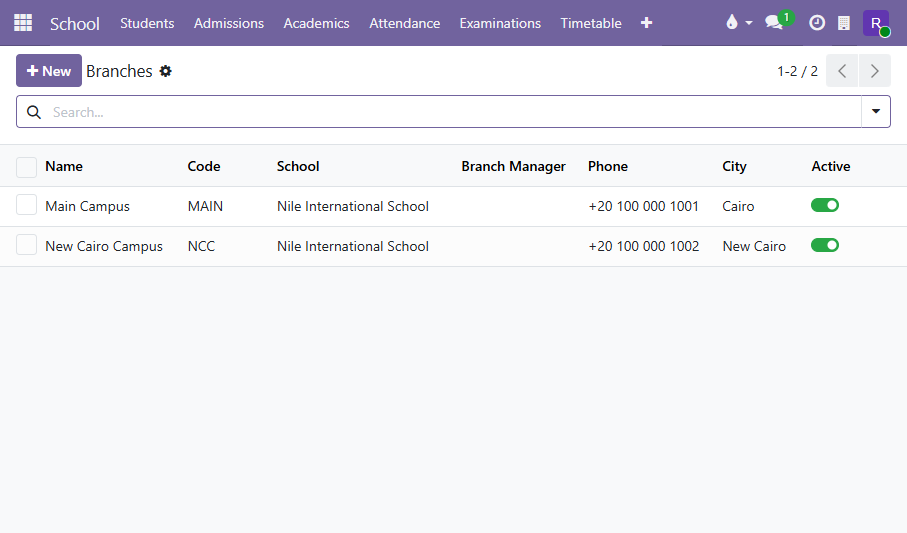 School Students Admissions Academics Attendance Examinations Timetable 1 R
New Branches 1-2 / 2
Search...
Name Code School Branch Manager Phone City Active
Main Campus MAIN Nile International School +20 100 000 1001 Cairo
New Cairo Campus NCC Nile International School +20 100 000 1002 New Cairo